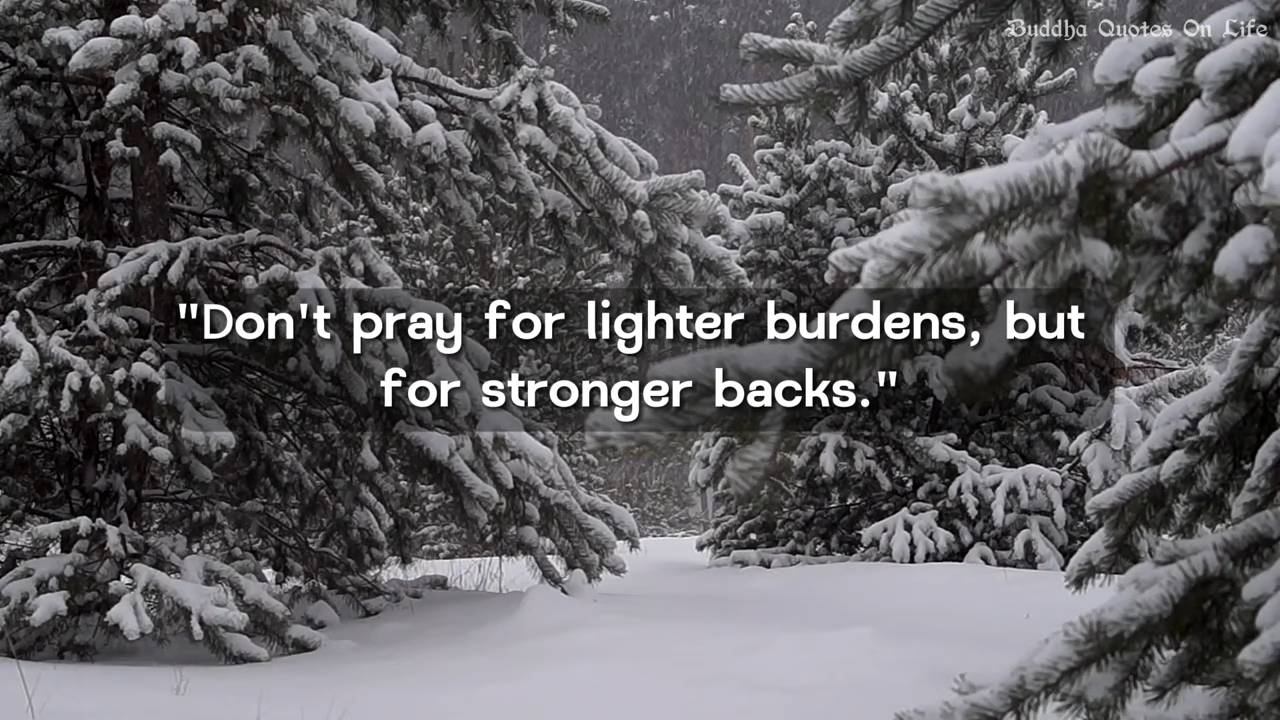 Buddha Quotes On Life
"Don't pray for lighter burdens, but
for stronger backs."